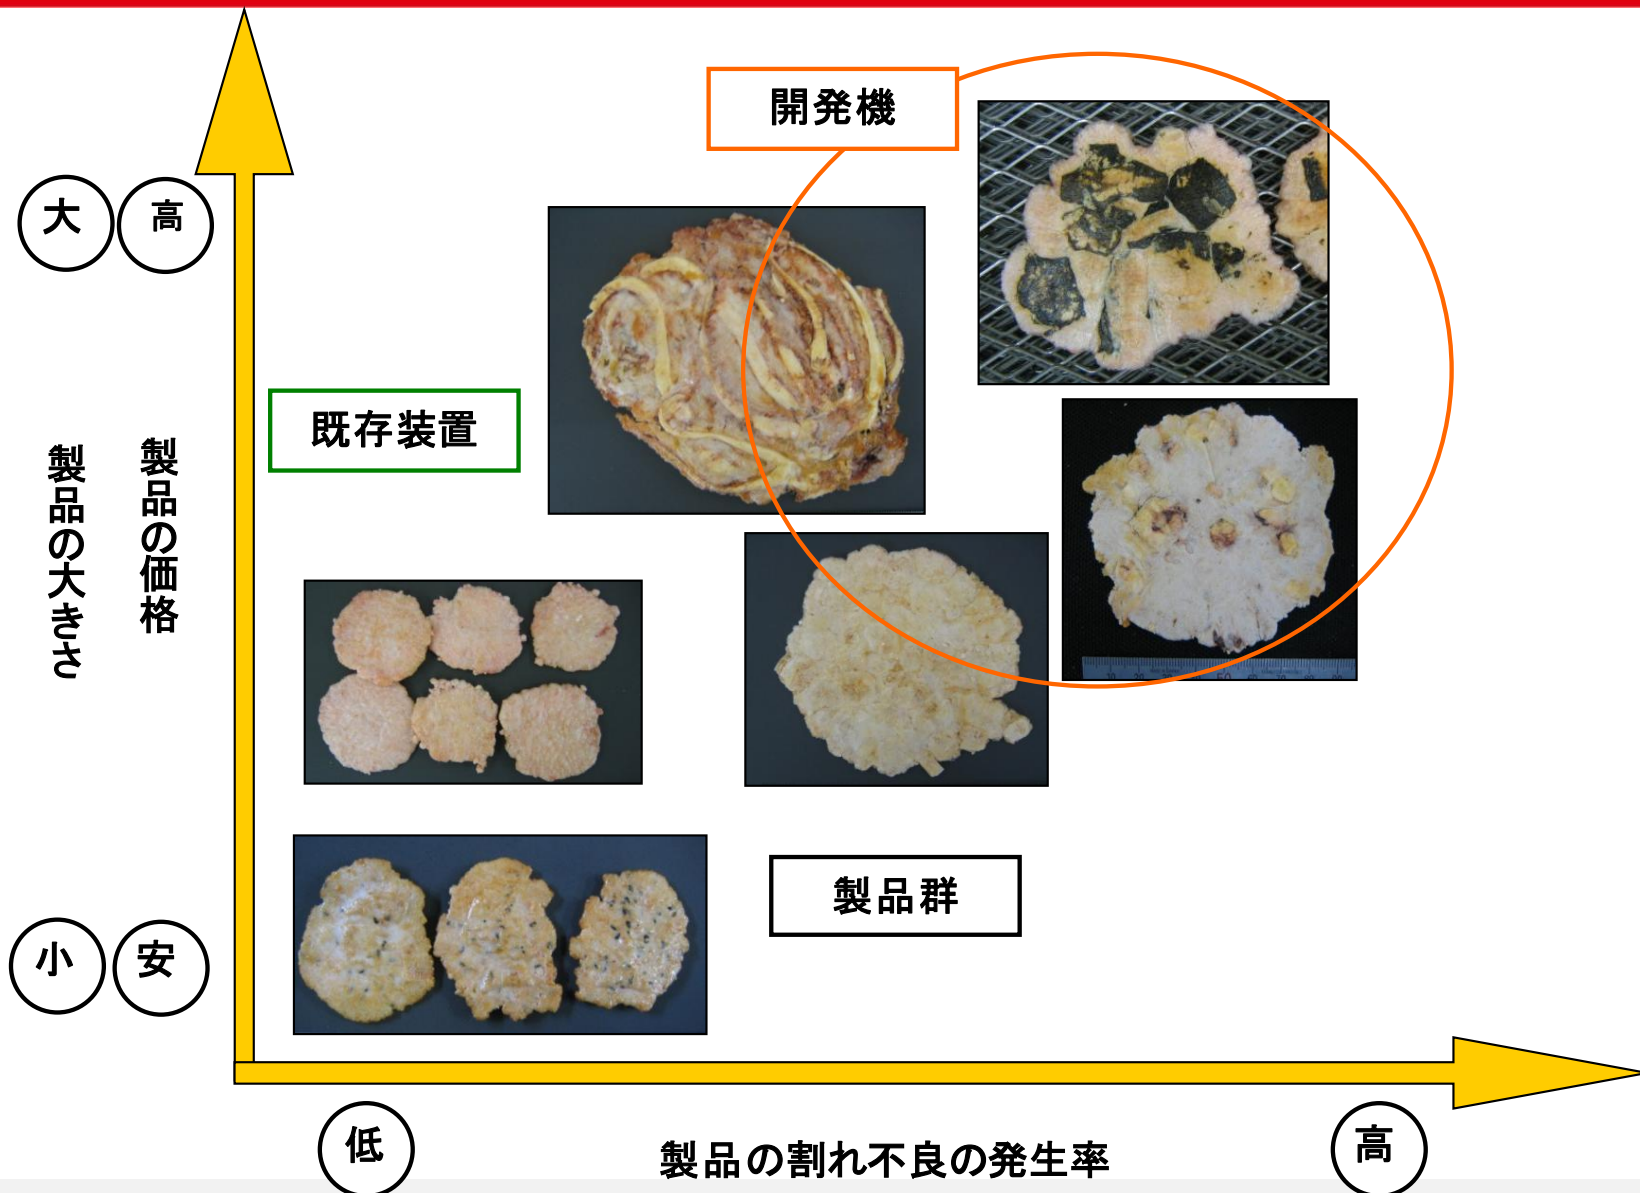 開発機
大
高
既存装置
製品の大きさ
製品の価格
製品群
小
安
低
製品の割れ不良の発生率
高